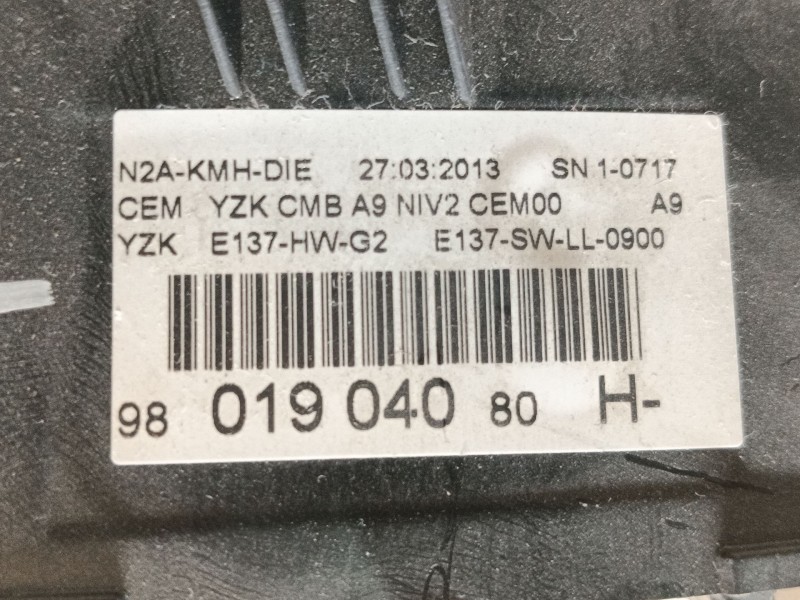 N2A-KMH-DIE 27:03:2013 SN 1-0717
CEM YZK CMB A9 NIV2 CEM00 A9
YZK E137-HW-G2 E137-SW-LL-0900
98 019 040 80 H-